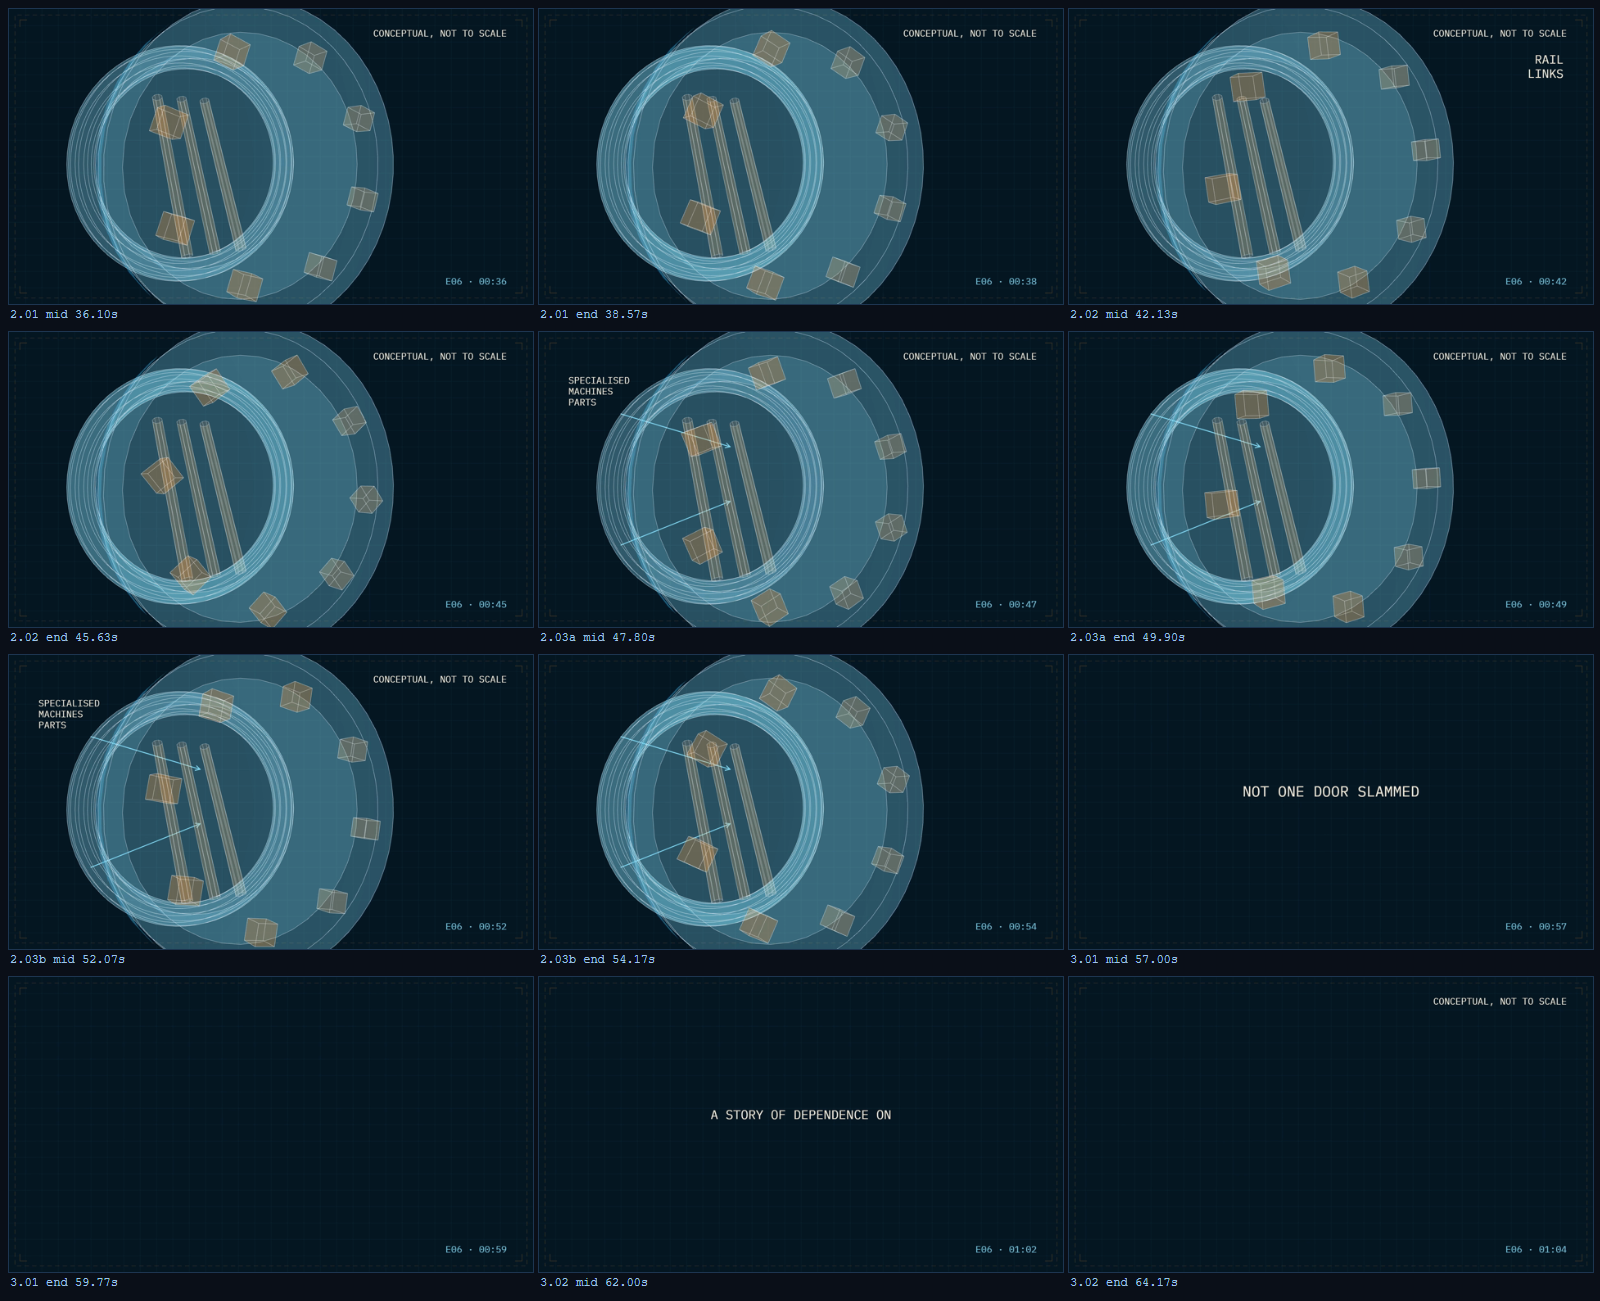 CONCEPTUAL, NOT TO SCALE
E06 · 00:36
2.01 mid 36.10s
CONCEPTUAL, NOT TO SCALE
E06 · 00:38
2.01 end 38.57s
CONCEPTUAL, NOT TO SCALE
RAIL
LINKS
E06 · 00:42
2.02 mid 42.13s
CONCEPTUAL, NOT TO SCALE
E06 · 00:45
2.02 end 45.63s
CONCEPTUAL, NOT TO SCALE
SPECIALISED
MACHINES
PARTS
E06 · 00:47
2.03a mid 47.80s
CONCEPTUAL, NOT TO SCALE
E06 · 00:49
2.03a end 49.90s
CONCEPTUAL, NOT TO SCALE
SPECIALISED
MACHINES
PARTS
E06 · 00:52
2.03b mid 52.07s
CONCEPTUAL, NOT TO SCALE
E06 · 00:54
2.03b end 54.17s
NOT ONE DOOR SLAMMED
E06 · 00:57
3.01 mid 57.00s
E06 · 00:59
3.01 end 59.77s
A STORY OF DEPENDENCE ON
E06 · 01:02
3.02 mid 62.00s
CONCEPTUAL, NOT TO SCALE
E06 · 01:04
3.02 end 64.17s